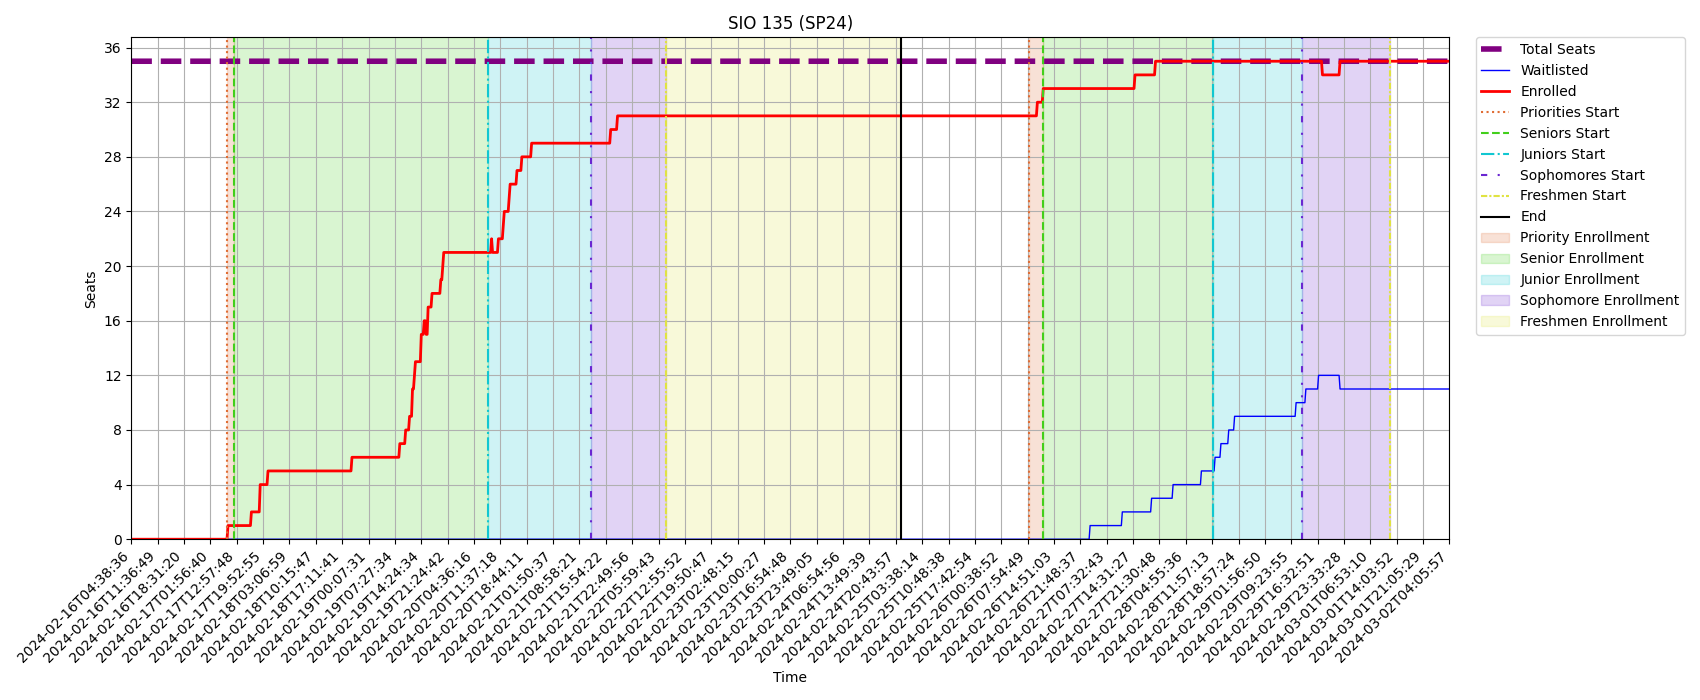 SIO 135 (SP24)
Seats
36
32
28
24
20
16
12
8
4
0
2024-02-16T04:38:36
2024-02-16T11:36:49
2024-02-16T18:31:20
2024-02-17T01:56:40
2024-02-17T12:57:48
2024-02-17T19:52:55
2024-02-18T03:06:59
2024-02-18T10:15:47
2024-02-18T17:11:41
2024-02-19T00:07:31
2024-02-19T07:27:34
2024-02-19T14:24:34
2024-02-19T21:24:42
2024-02-20T04:36:16
2024-02-20T11:37:18
2024-02-20T18:44:11
2024-02-21T01:50:37
2024-02-21T08:58:21
2024-02-21T15:54:22
2024-02-21T22:49:56
2024-02-22T05:59:43
2024-02-22T12:55:52
2024-02-22T19:50:47
2024-02-23T02:48:15
2024-02-23T10:00:27
2024-02-23T16:54:48
2024-02-23T23:49:05
2024-02-24T06:54:56
2024-02-24T13:49:39
2024-02-24T20:43:57
2024-02-25T03:38:14
2024-02-25T10:48:38
2024-02-25T17:42:54
2024-02-26T00:38:52
2024-02-26T07:54:49
2024-02-26T14:51:03
2024-02-26T21:48:37
2024-02-27T07:32:43
2024-02-27T14:31:27
2024-02-27T21:30:48
2024-02-28T04:55:36
2024-02-28T11:57:13
2024-02-28T18:57:24
2024-02-29T01:56:50
2024-02-29T09:23:55
2024-02-29T16:32:51
2024-02-29T23:33:28
2024-03-01T06:53:10
2024-03-01T14:03:52
2024-03-01T21:05:29
2024-03-02T04:05:57
Time
Total Seats
Waitlisted
Enrolled
Priorities Start
Seniors Start
Juniors Start
Sophomores Start
Freshmen Start
End
Priority Enrollment
Senior Enrollment
Junior Enrollment
Sophomore Enrollment
Freshmen Enrollment